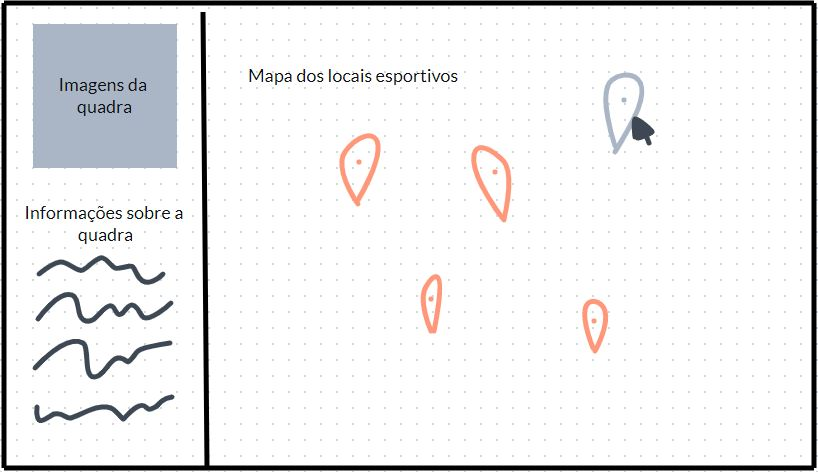 Imagens da
quadra
Informações sobre a
quadra
Mapa dos locais esportivos